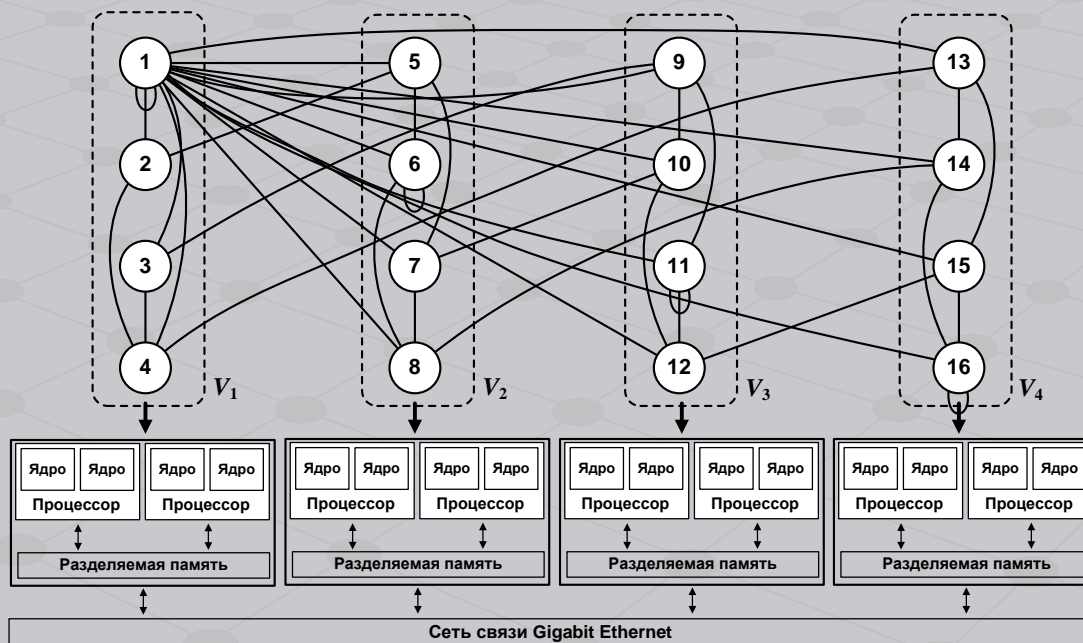 1 5 9 13
2 6 10 14
3 7 11 15
4 8 12 16
V1 V2 V3 V4
Ядро Ядро Ядро Ядро Ядро Ядро Ядро Ядро Ядро Ядро Ядро Ядро Ядро Ядро Ядро Ядро
Процессор Процессор Процессор Процессор Процессор Процессор Процессор Процессор
Разделяемая память Разделяемая память Разделяемая память Разделяемая память
Сеть связи Gigabit Ethernet